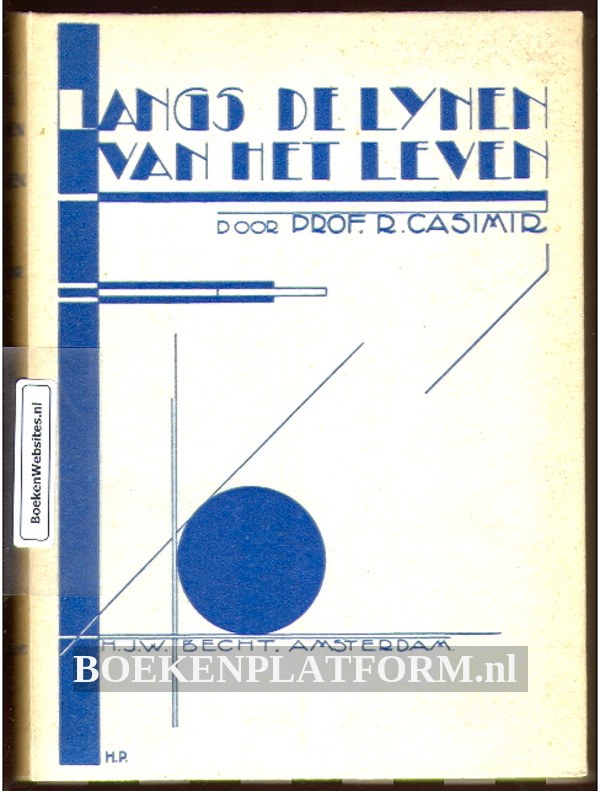 LANGS DE LYNEN
VAN HET LEVEN
DOOR PROF. R. CASIMIR
BoekenWebsites.nl
H.J.W. BECHT. AMSTERDAM.
BOEKENPLATFORM.nl
H.P.